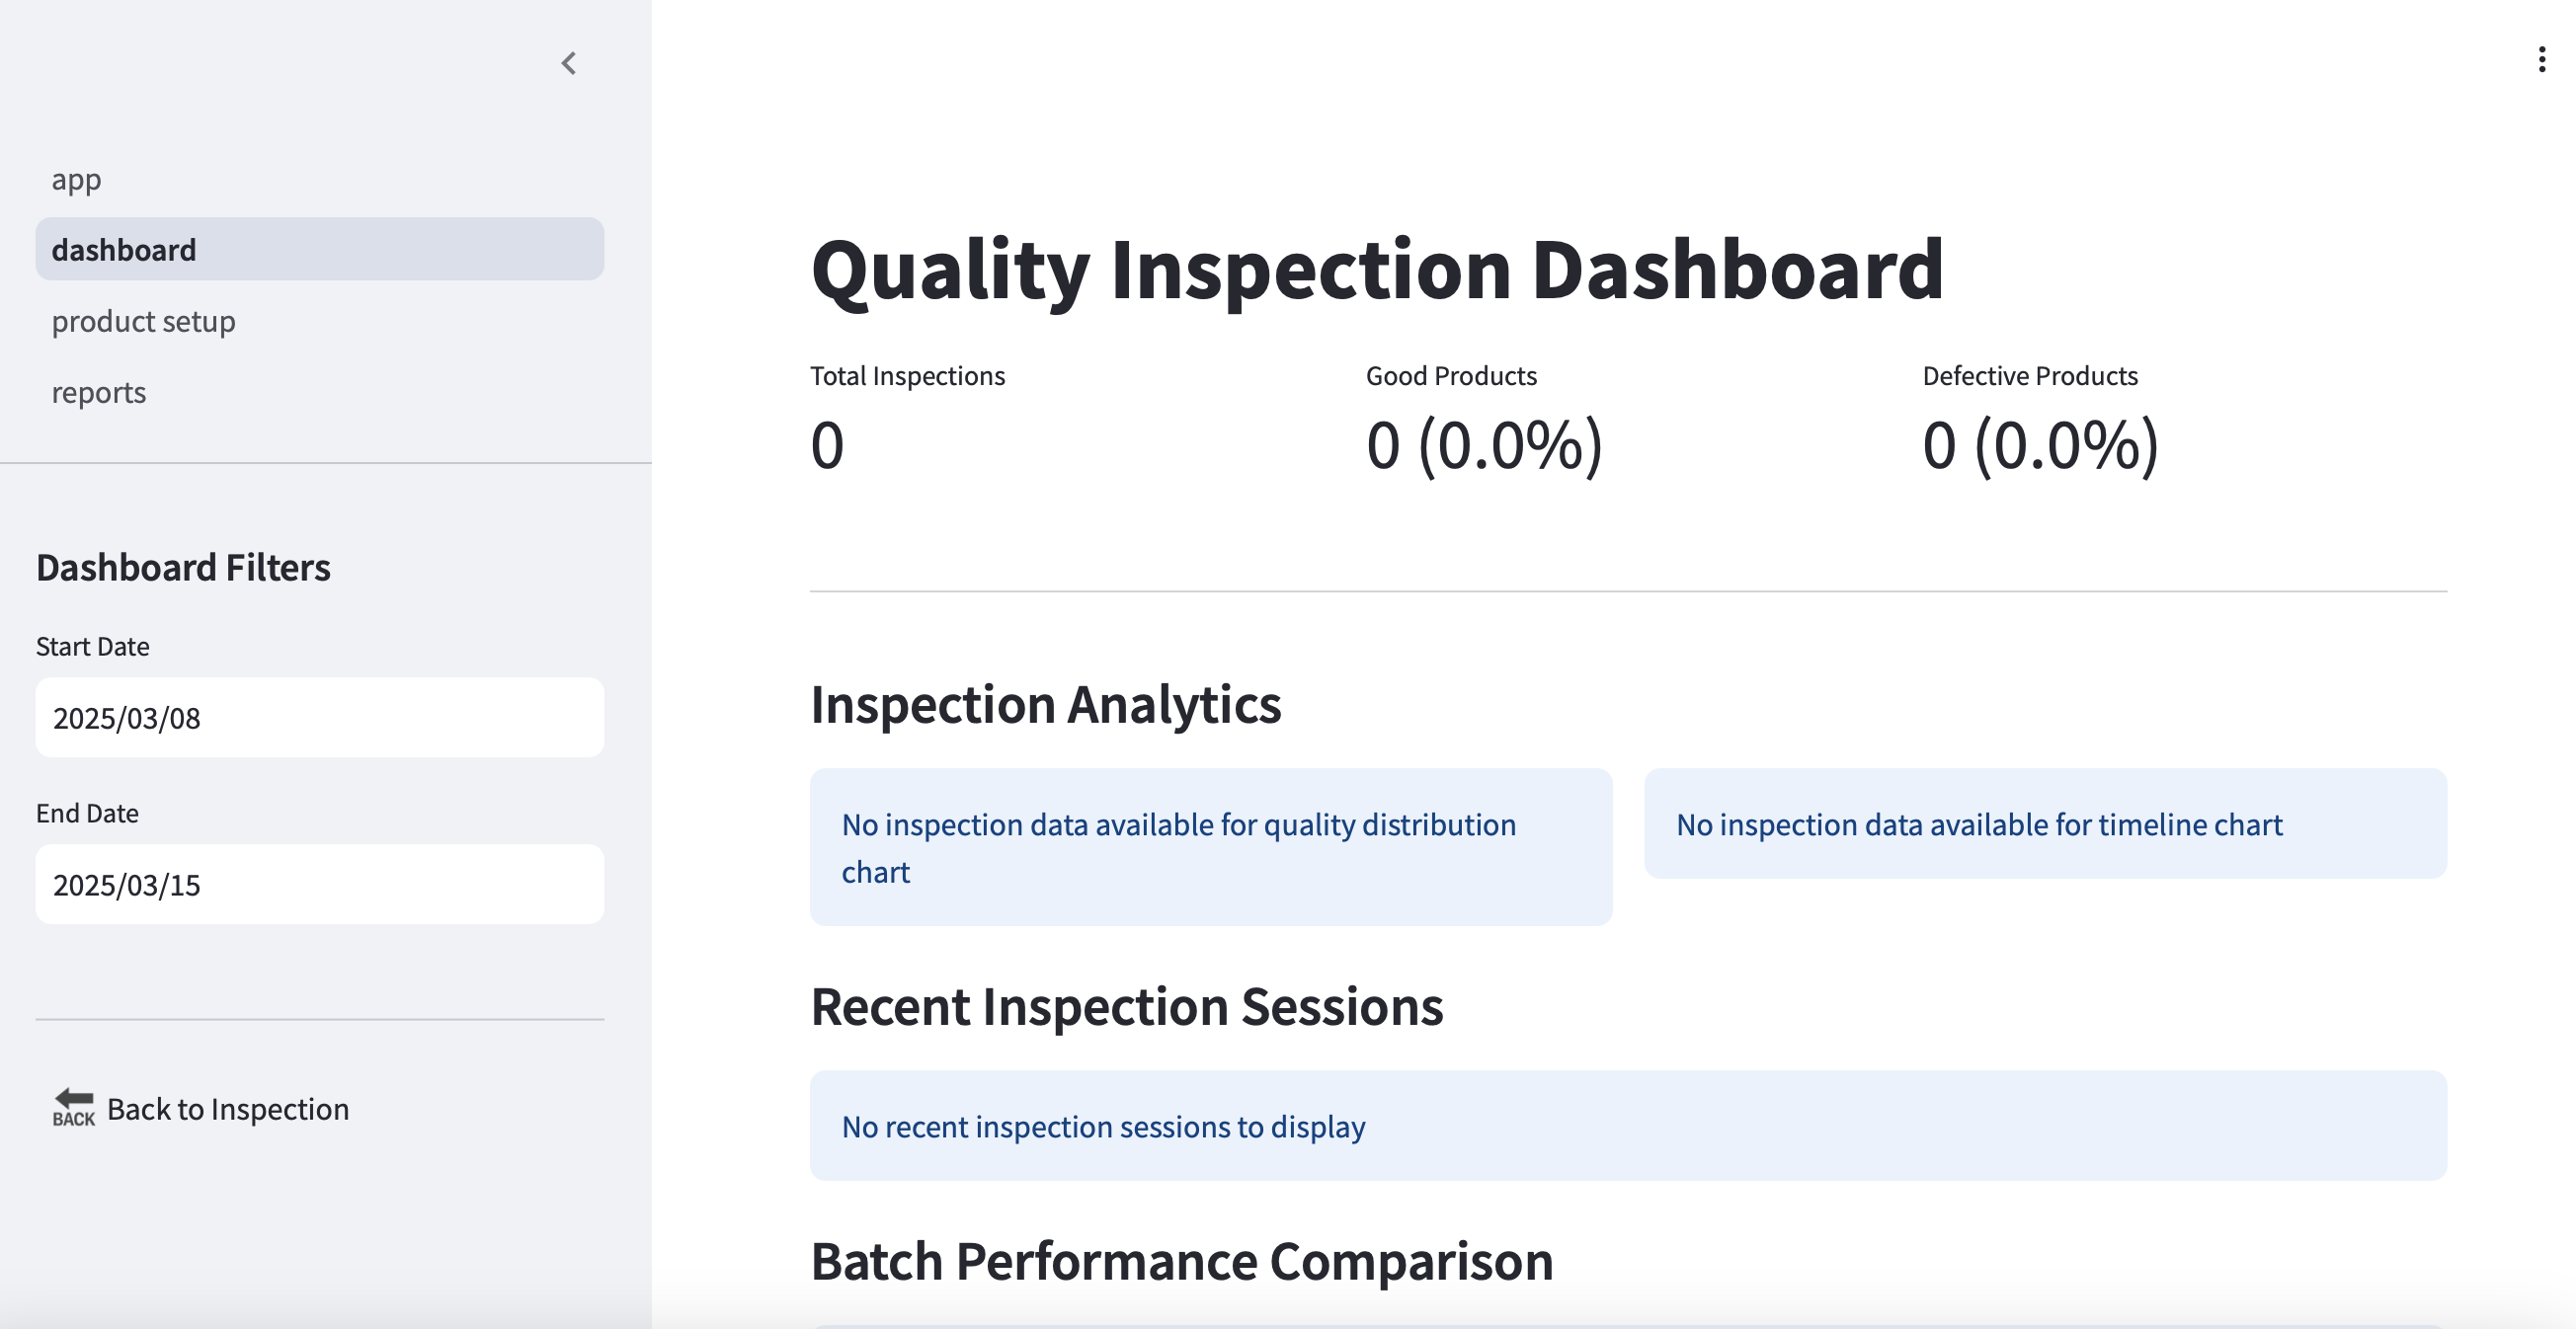 app
dashboard
product setup
reports
Dashboard Filters
Start Date
2025/03/08
End Date
2025/03/15
BACK Back to Inspection
Quality Inspection Dashboard
Total Inspections
0
Good Products
0 (0.0%)
Defective Products
0 (0.0%)
Inspection Analytics
No inspection data available for quality distribution
chart
No inspection data available for timeline chart
Recent Inspection Sessions
No recent inspection sessions to display
Batch Performance Comparison